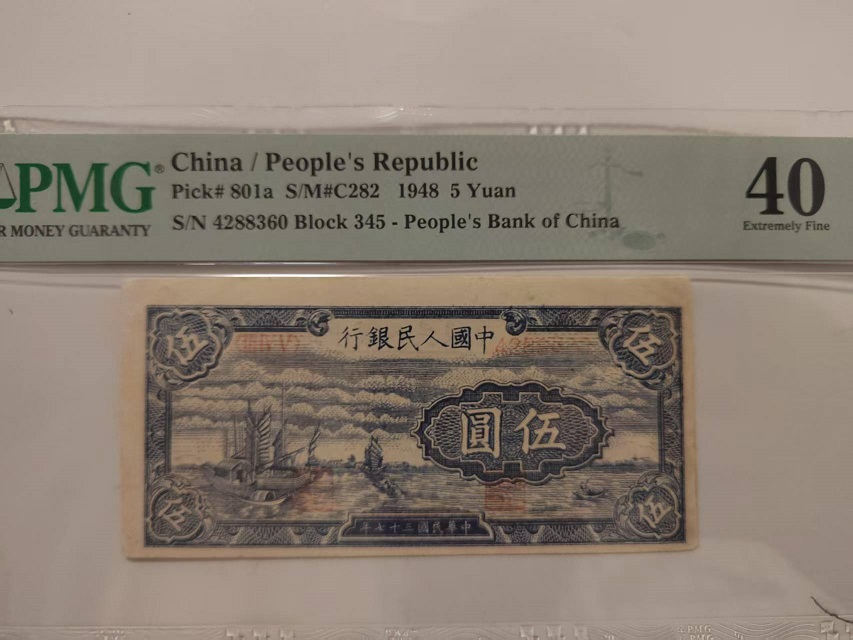 PMG®
R MONEY GUARANTY
China / People's Republic
Pick# 801a S/M#C282 1948 5 Yuan
S/N 4288360 Block 345 - People's Bank of China
40
Extremely Fine
伍
中國人民銀行
伍
伍圓
伍
中華民國三十七年
伍